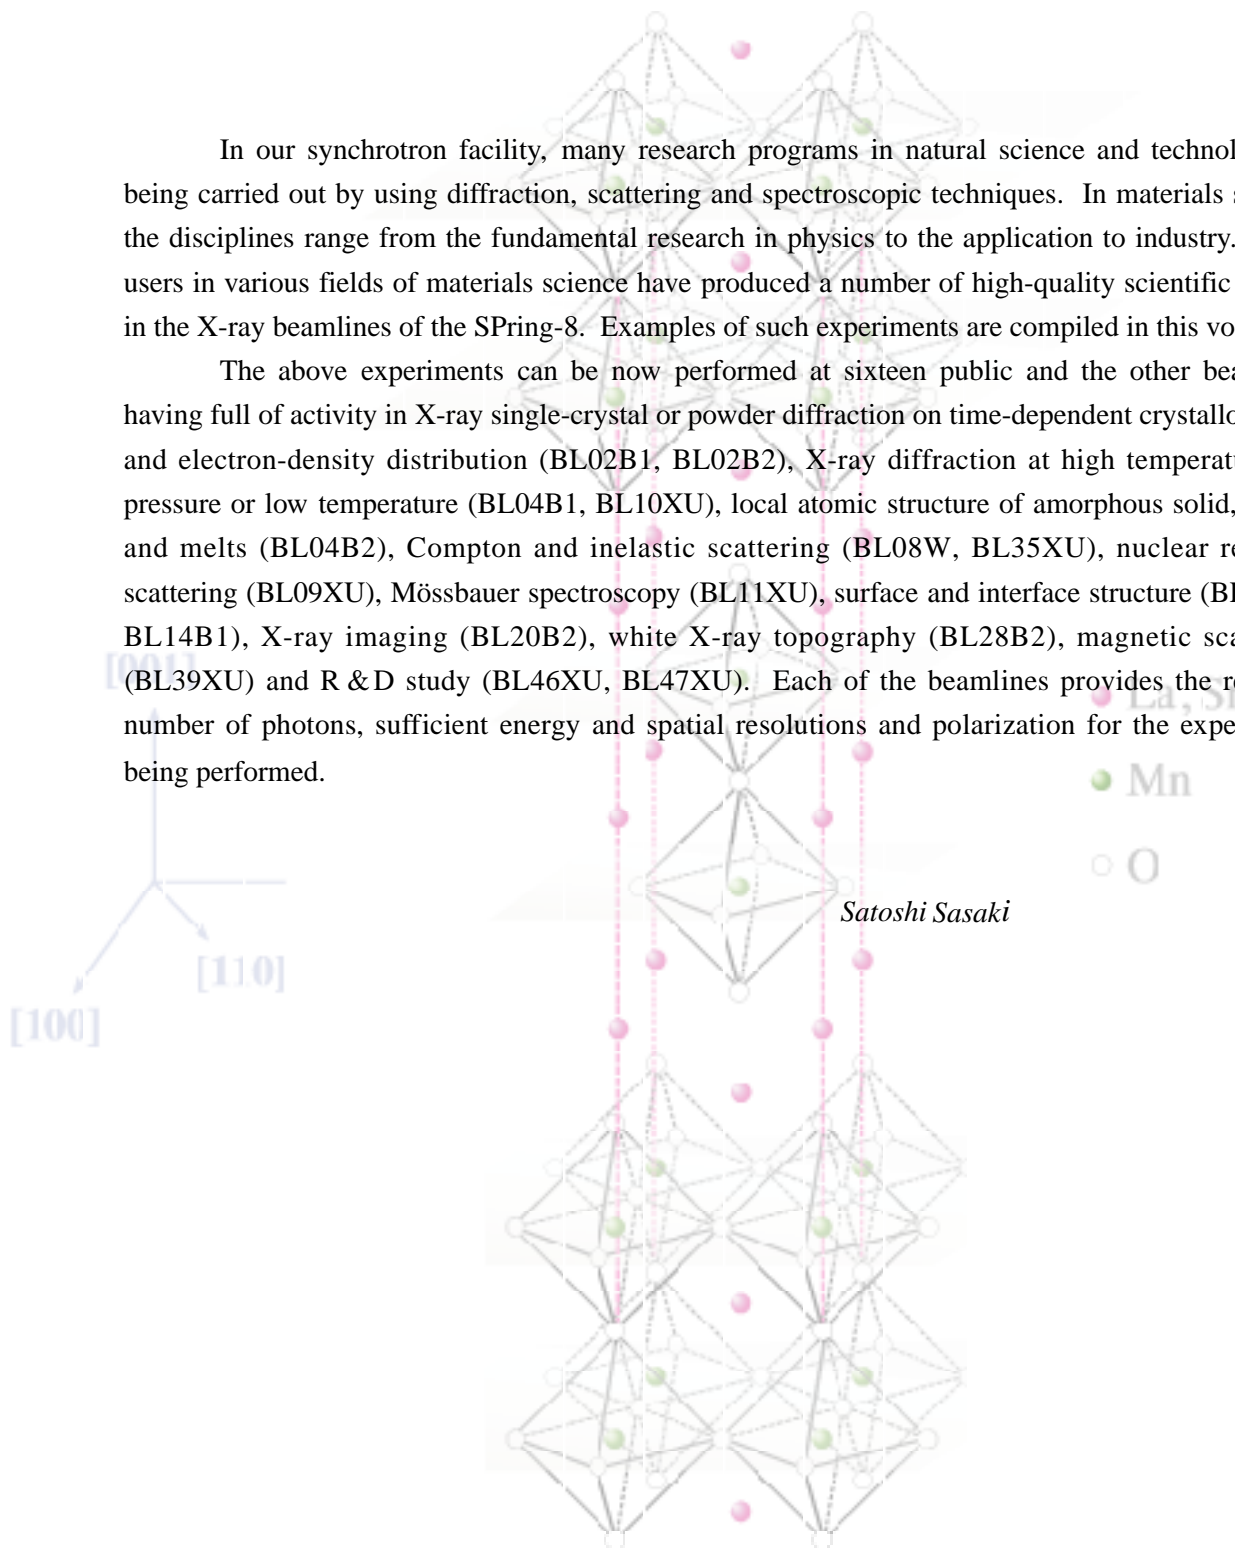 In our synchrotron facility, many research programs in natural science and technol
being carried out by using diffraction, scattering and spectroscopic techniques. In materials s
the disciplines range from the fundamental research in physics to the application to industry.
users in various fields of materials science have produced a number of high-quality scientific
in the X-ray beamlines of the SPring-8. Examples of such experiments are compiled in this vo
The above experiments can be now performed at sixteen public and the other bea
having full of activity in X-ray single-crystal or powder diffraction on time-dependent crystallo
and electron-density distribution (BL02B1, BL02B2), X-ray diffraction at high temperatu
pressure or low temperature (BL04B1, BL10XU), local atomic structure of amorphous solid,
and melts (BL04B2), Compton and inelastic scattering (BL08W, BL35XU), nuclear re
scattering (BL09XU), Mössbauer spectroscopy (BL11XU), surface and interface structure (BL
BL14B1), X-ray imaging (BL20B2), white X-ray topography (BL28B2), magnetic sca
[001]
(BL39XU) and R & D study (BL46XU, BL47XU). Each of the beamlines provides the re
La, Sr
number of photons, sufficient energy and spatial resolutions and polarization for the expe
being performed.
Mn
O
Satoshi Sasaki
[110]
[100]